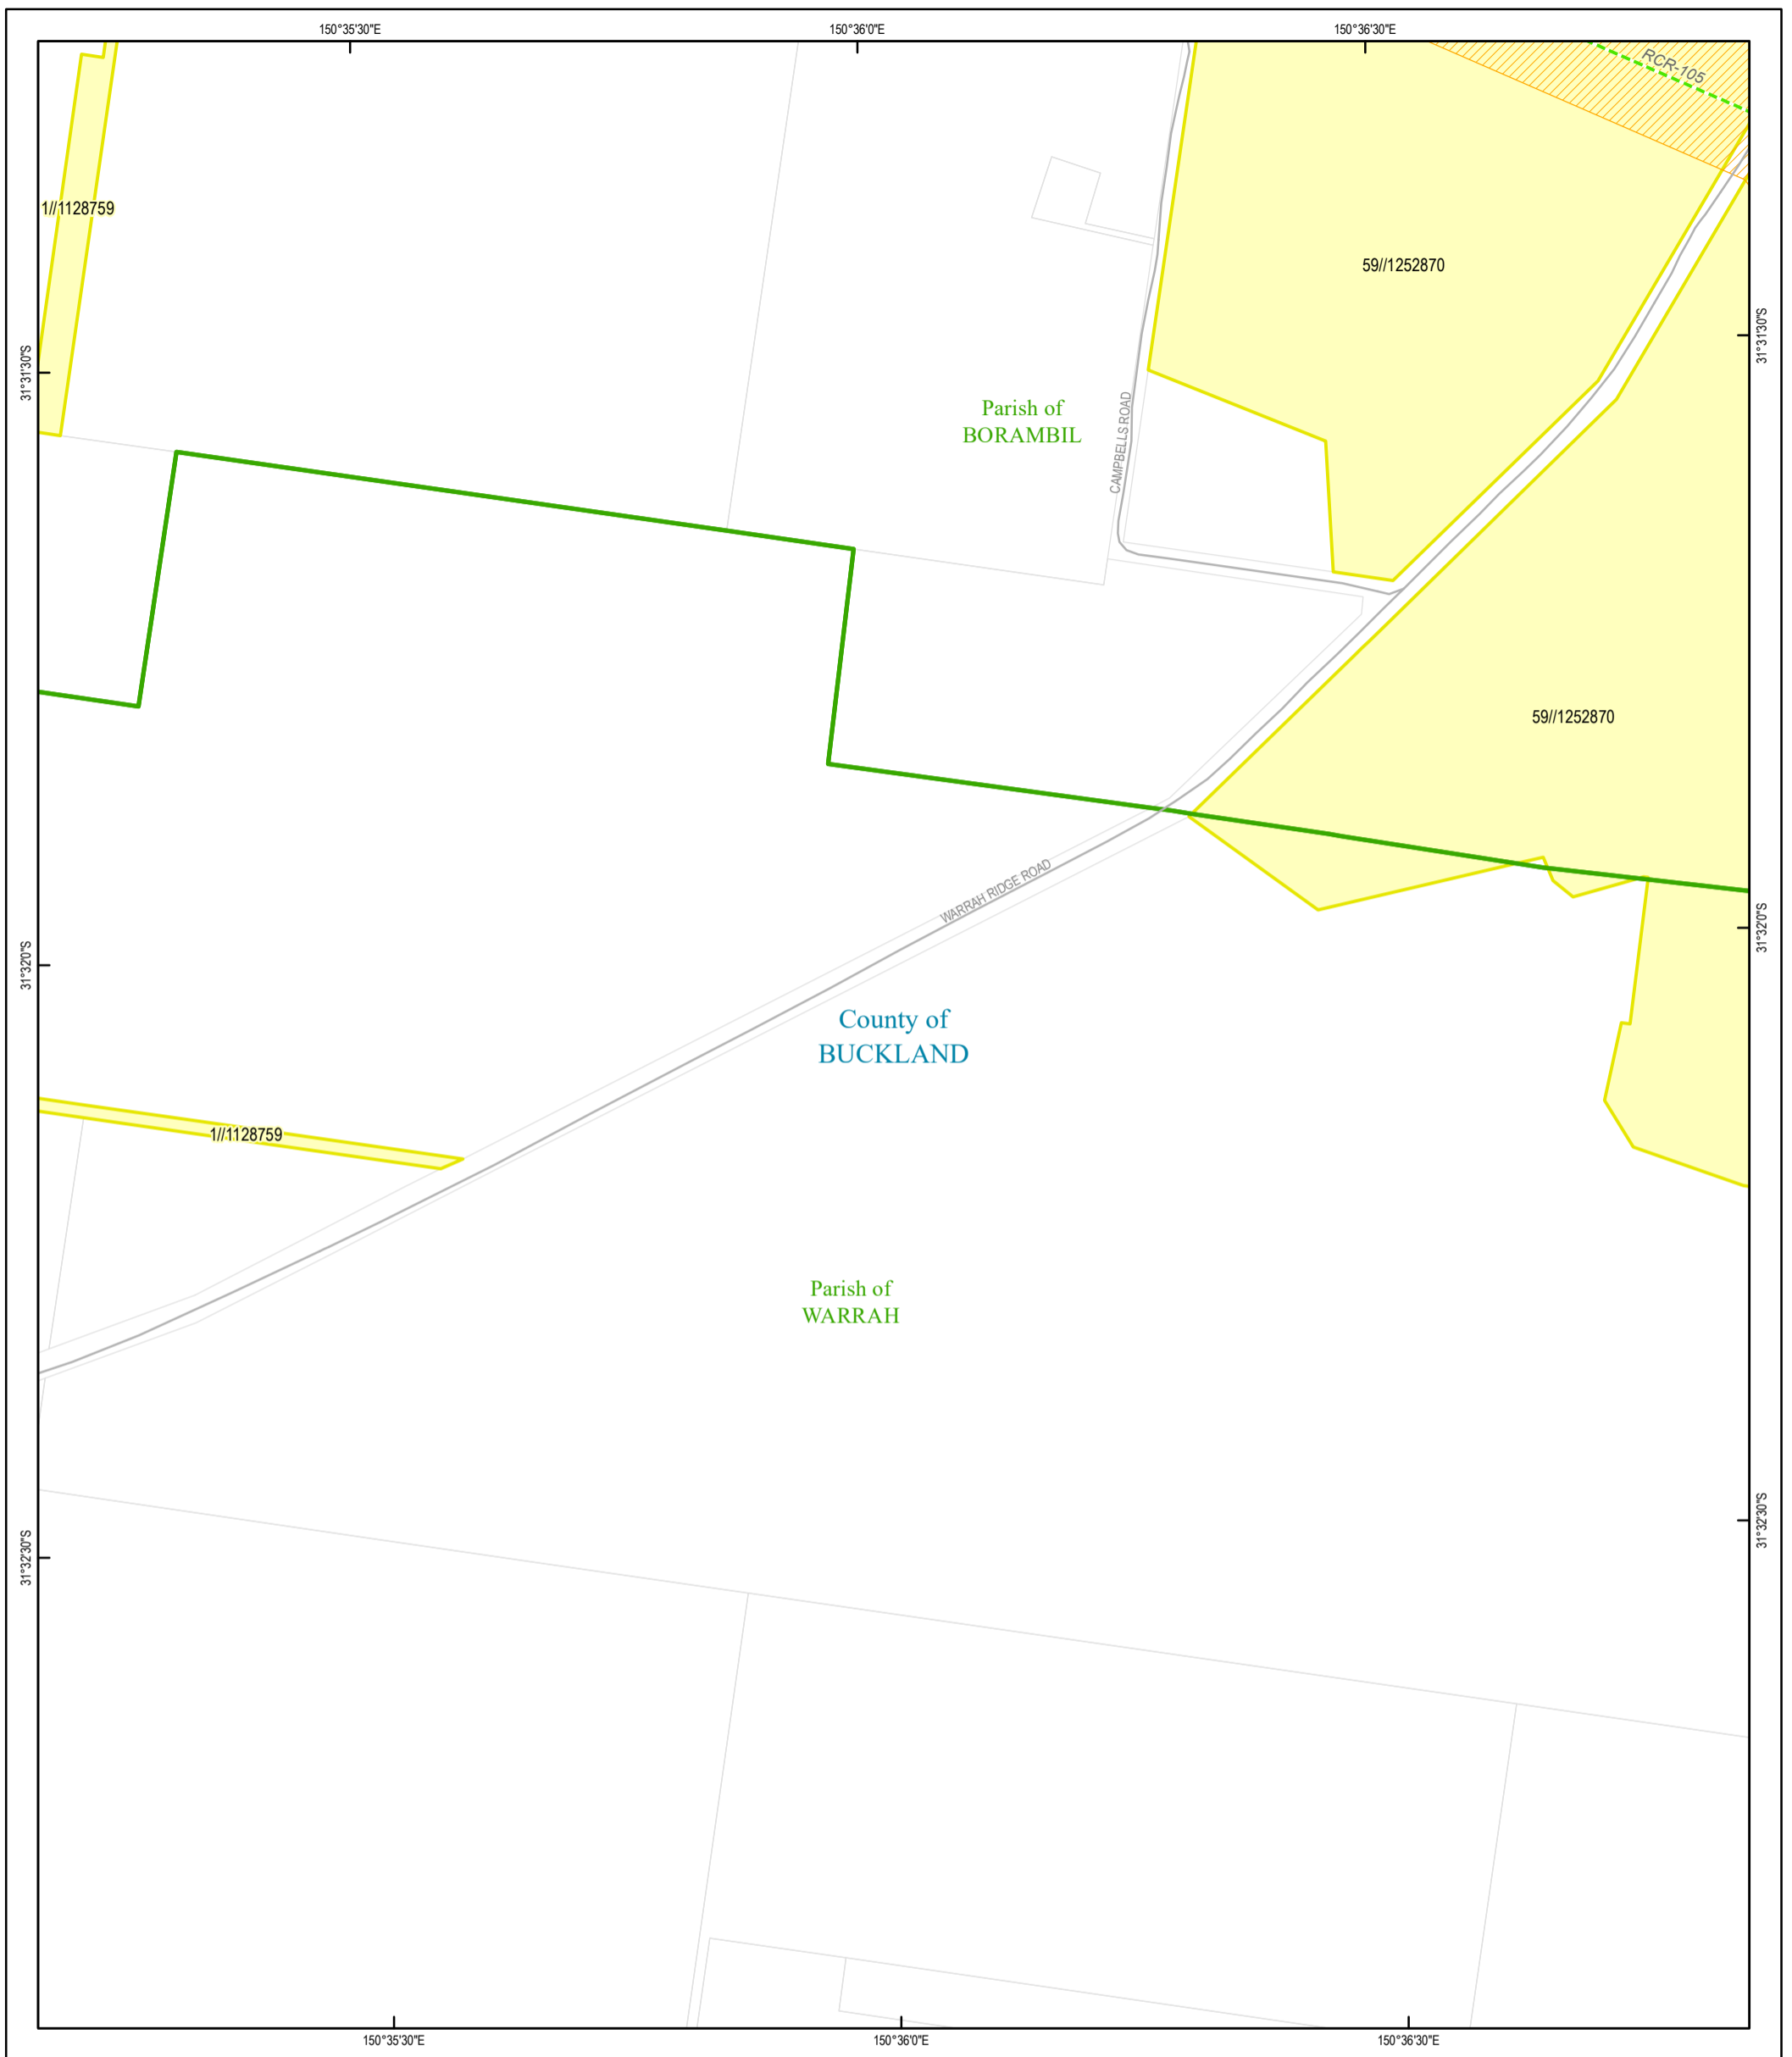 150°35'30"E
150°36'0"E
150°36'30"E
RCR-105
1//1128759
59//1252870
31°31'30"S
31°31'30"S
Parish of
BORAMBIL
CAMPBELLS ROAD
59//1252870
WARRAH RIDGE ROAD
31°32'0"S
31°32'0"S
County of
BUCKLAND
1//1128759
Parish of
WARRAH
31°32'30"S
31°32'30"S
150°35'30"E
150°36'0"E
150°36'30"E